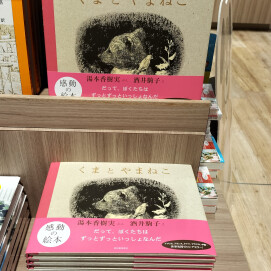 くまとやまねこ
湯本香樹実 酒井駒子
感動の絵本
だって、ぼくたちは
ずっとずっといっしょなんだ
くまとやまねこ
湯本香樹実 酒井駒子
感動の絵本
だって、ぼくたちは
ずっとずっといっしょなんだ